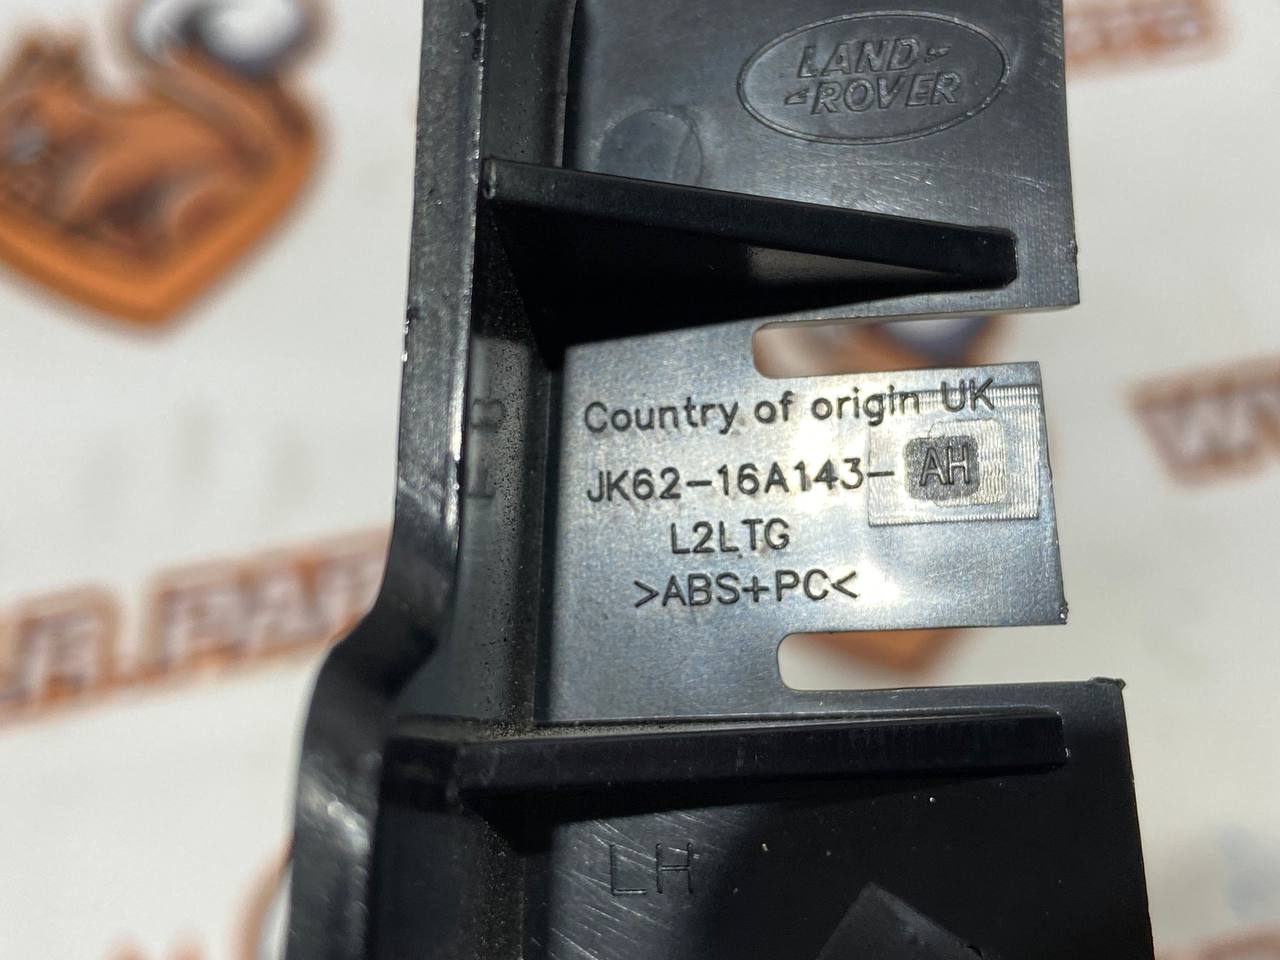 LAND-
-ROVER
Country of origin UK
JK62-16A143-AH
L2LTG
>ABS+PC<
LH